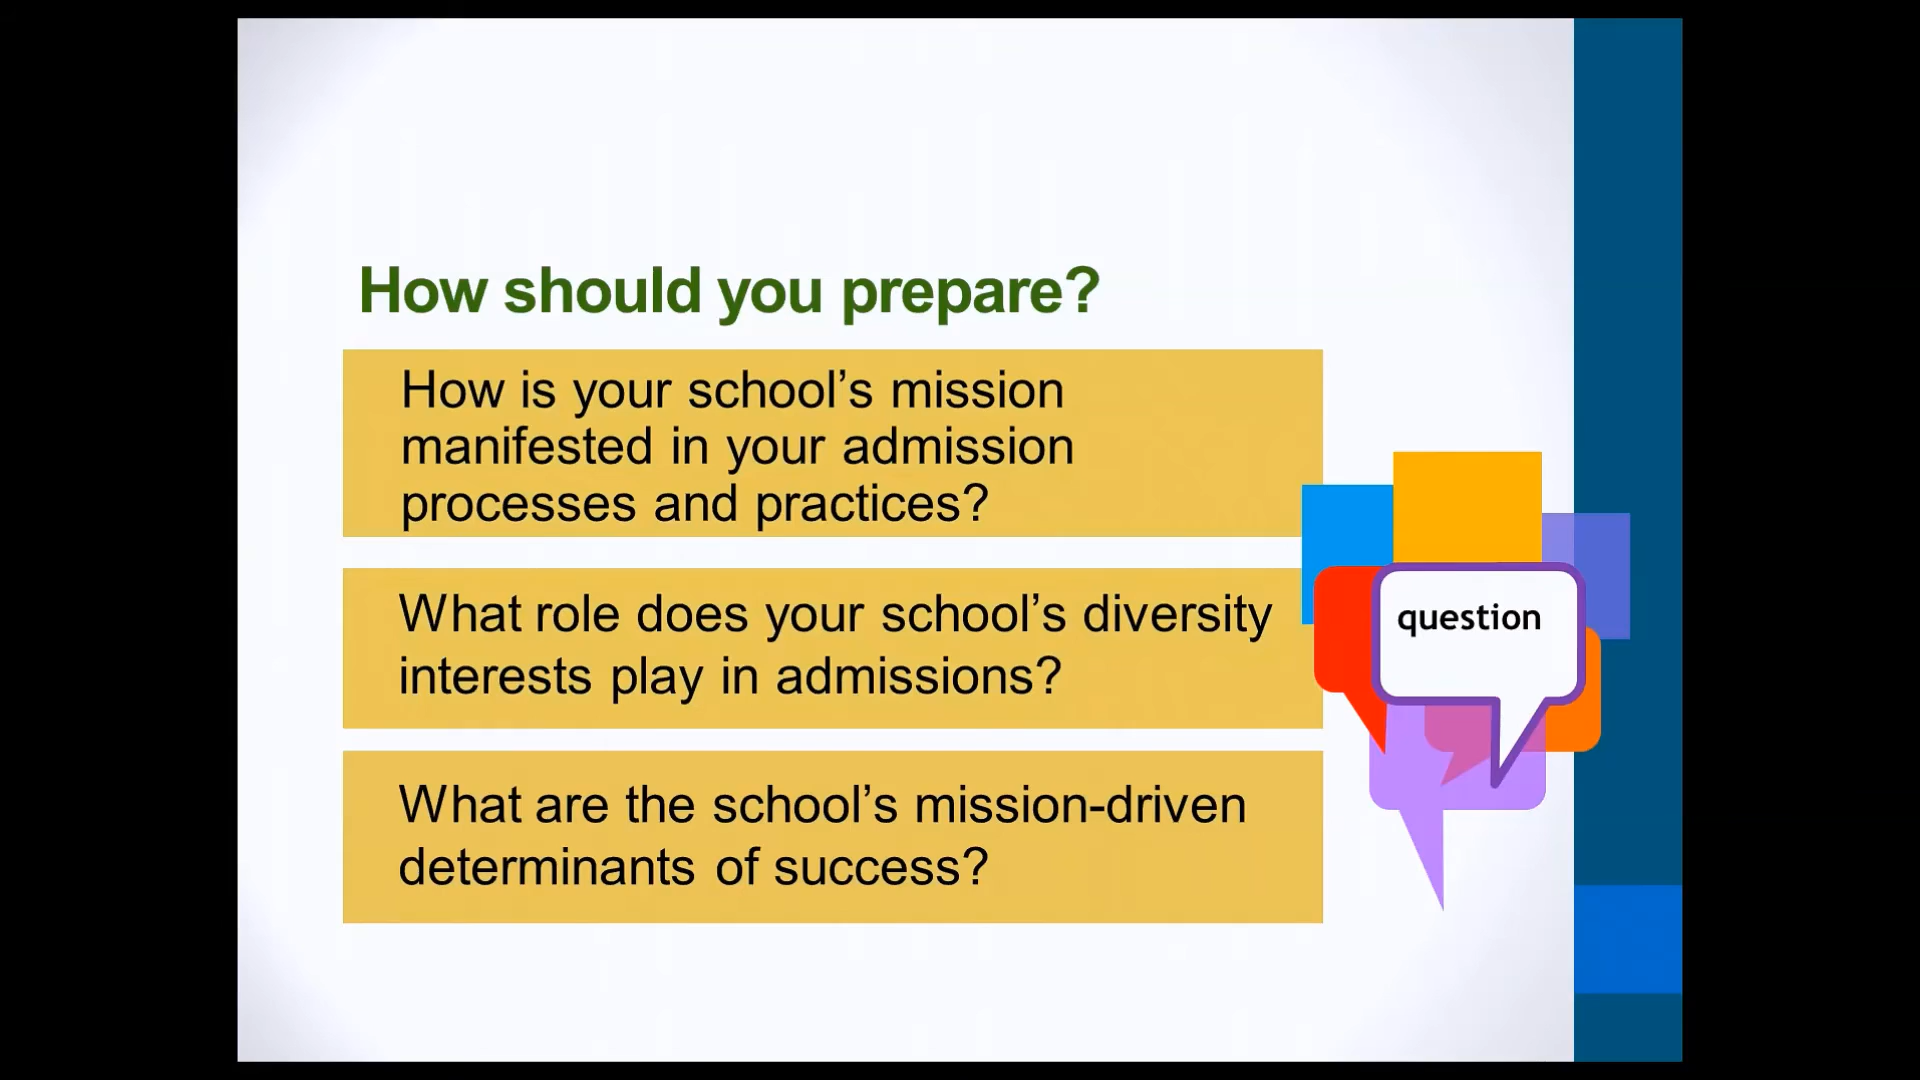 How should you prepare?
How is your school’s mission
manifested in your admission
processes and practices?
What role does your school’s diversity
interests play in admissions?
question
What are the school’s mission-driven
determinants of success?